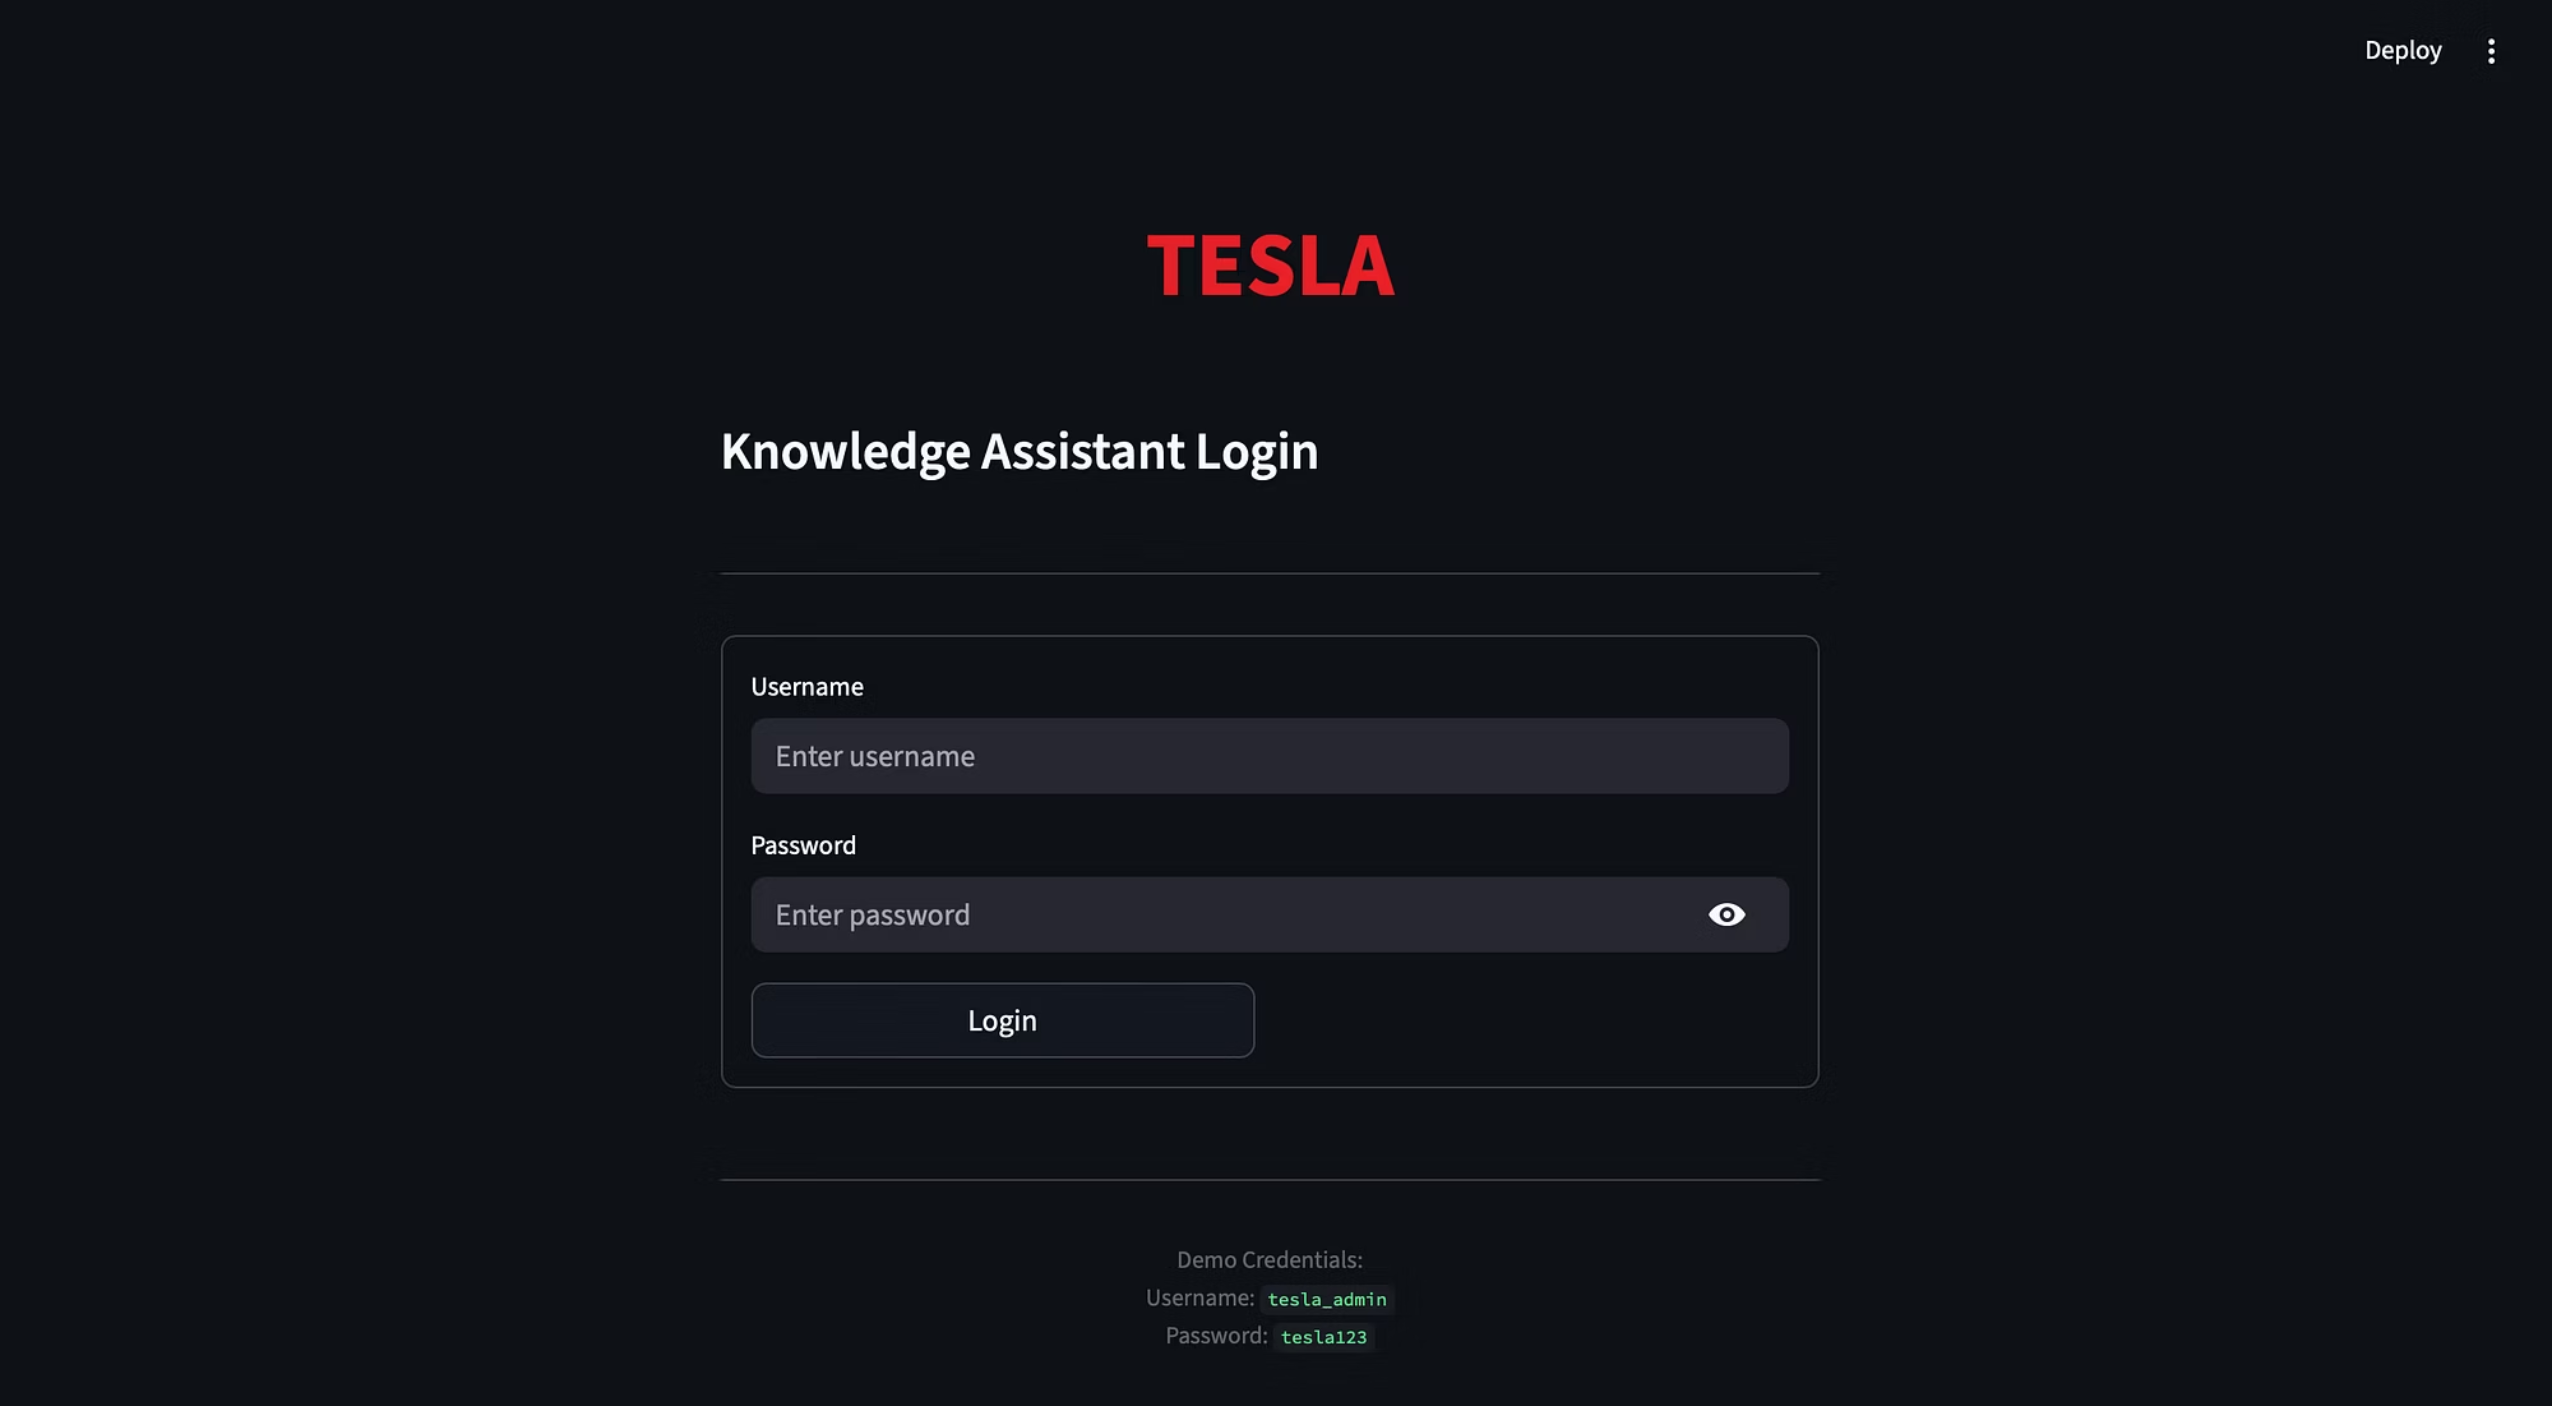 Deploy
TESLA
Knowledge Assistant Login
Username
Enter username
Password
Enter password
Login
Demo Credentials:
Username: tesla_admin
Password: tesla123